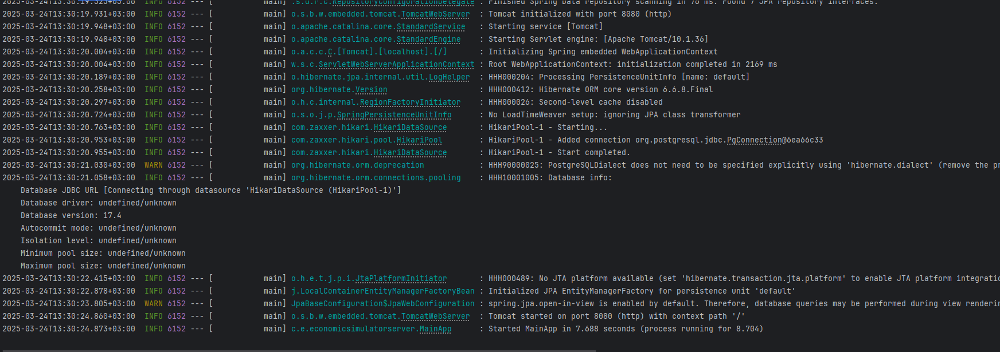 2025-03-24T13:30:19.325+03:00  INFO 6152 --- [           main] .s.d.r.c.RepositoryConfigurationDelegate : Finished Spring Data repository scanning in 76 ms. Found 7 JPA repository interfaces.
2025-03-24T13:30:19.931+03:00  INFO 6152 --- [           main] o.s.b.w.embedded.tomcat.TomcatWebServer  : Tomcat initialized with port 8080 (http)
2025-03-24T13:30:19.948+03:00  INFO 6152 --- [           main] o.apache.catalina.core.StandardService   : Starting service [Tomcat]
2025-03-24T13:30:19.948+03:00  INFO 6152 --- [           main] o.apache.catalina.core.StandardEngine    : Starting Servlet engine: [Apache Tomcat/10.1.36]
2025-03-24T13:30:20.004+03:00  INFO 6152 --- [           main] o.a.c.c.C.[Tomcat].[localhost].[/]       : Initializing Spring embedded WebApplicationContext
2025-03-24T13:30:20.004+03:00  INFO 6152 --- [           main] w.s.c.ServletWebServerApplicationContext : Root WebApplicationContext: initialization completed in 2169 ms
2025-03-24T13:30:20.189+03:00  INFO 6152 --- [           main] o.hibernate.jpa.internal.util.LogHelper  : HHH000204: Processing PersistenceUnitInfo [name: default]
2025-03-24T13:30:20.258+03:00  INFO 6152 --- [           main] org.hibernate.Version                    : HHH000412: Hibernate ORM core version 6.6.8.Final
2025-03-24T13:30:20.297+03:00  INFO 6152 --- [           main] o.h.c.internal.RegionFactoryInitiator    : HHH000026: Second-level cache disabled
2025-03-24T13:30:20.724+03:00  INFO 6152 --- [           main] o.s.o.j.p.SpringPersistenceUnitInfo      : No LoadTimeWeaver setup: ignoring JPA class transformer
2025-03-24T13:30:20.763+03:00  INFO 6152 --- [           main] com.zaxxer.hikari.HikariDataSource       : HikariPool-1 - Starting...
2025-03-24T13:30:20.953+03:00  INFO 6152 --- [           main] com.zaxxer.hikari.pool.HikariPool        : HikariPool-1 - Added connection org.postgresql.jdbc.PgConnection@6ea66c33
2025-03-24T13:30:20.955+03:00  INFO 6152 --- [           main] com.zaxxer.hikari.HikariDataSource       : HikariPool-1 - Start completed.
2025-03-24T13:30:21.030+03:00  WARN 6152 --- [           main] org.hibernate.orm.deprecation            : HHH90000025: PostgreSQLDialect does not need to be specified explicitly using 'hibernate.dialect' (remove the pr
2025-03-24T13:30:21.058+03:00  INFO 6152 --- [           main] org.hibernate.orm.connections.pooling    : HHH10001005: Database info:
Database JDBC URL [Connecting through datasource 'HikariDataSource (HikariPool-1)']
Database driver: undefined/unknown
Database version: 17.4
Autocommit mode: undefined/unknown
Isolation level: undefined/unknown
Minimum pool size: undefined/unknown
Maximum pool size: undefined/unknown
2025-03-24T13:30:22.415+03:00  INFO 6152 --- [           main] o.h.e.t.j.p.i.JtaPlatformInitiator       : HHH000489: No JTA platform available (set 'hibernate.transaction.jta.platform' to enable JTA platform integratio
2025-03-24T13:30:22.878+03:00  INFO 6152 --- [           main] j.LocalContainerEntityManagerFactoryBean : Initialized JPA EntityManagerFactory for persistence unit 'default'
2025-03-24T13:30:23.805+03:00  WARN 6152 --- [           main] JpaBaseConfiguration$JpaWebConfiguration : spring.jpa.open-in-view is enabled by default. Therefore, database queries may be performed during view renderin
2025-03-24T13:30:24.860+03:00  INFO 6152 --- [           main] o.s.b.w.embedded.tomcat.TomcatWebServer  : Tomcat started on port 8080 (http) with context path '/'
2025-03-24T13:30:24.873+03:00  INFO 6152 --- [           main] c.e.economicsimulatorserver.MainApp      : Started MainApp in 7.688 seconds (process running for 8.704)